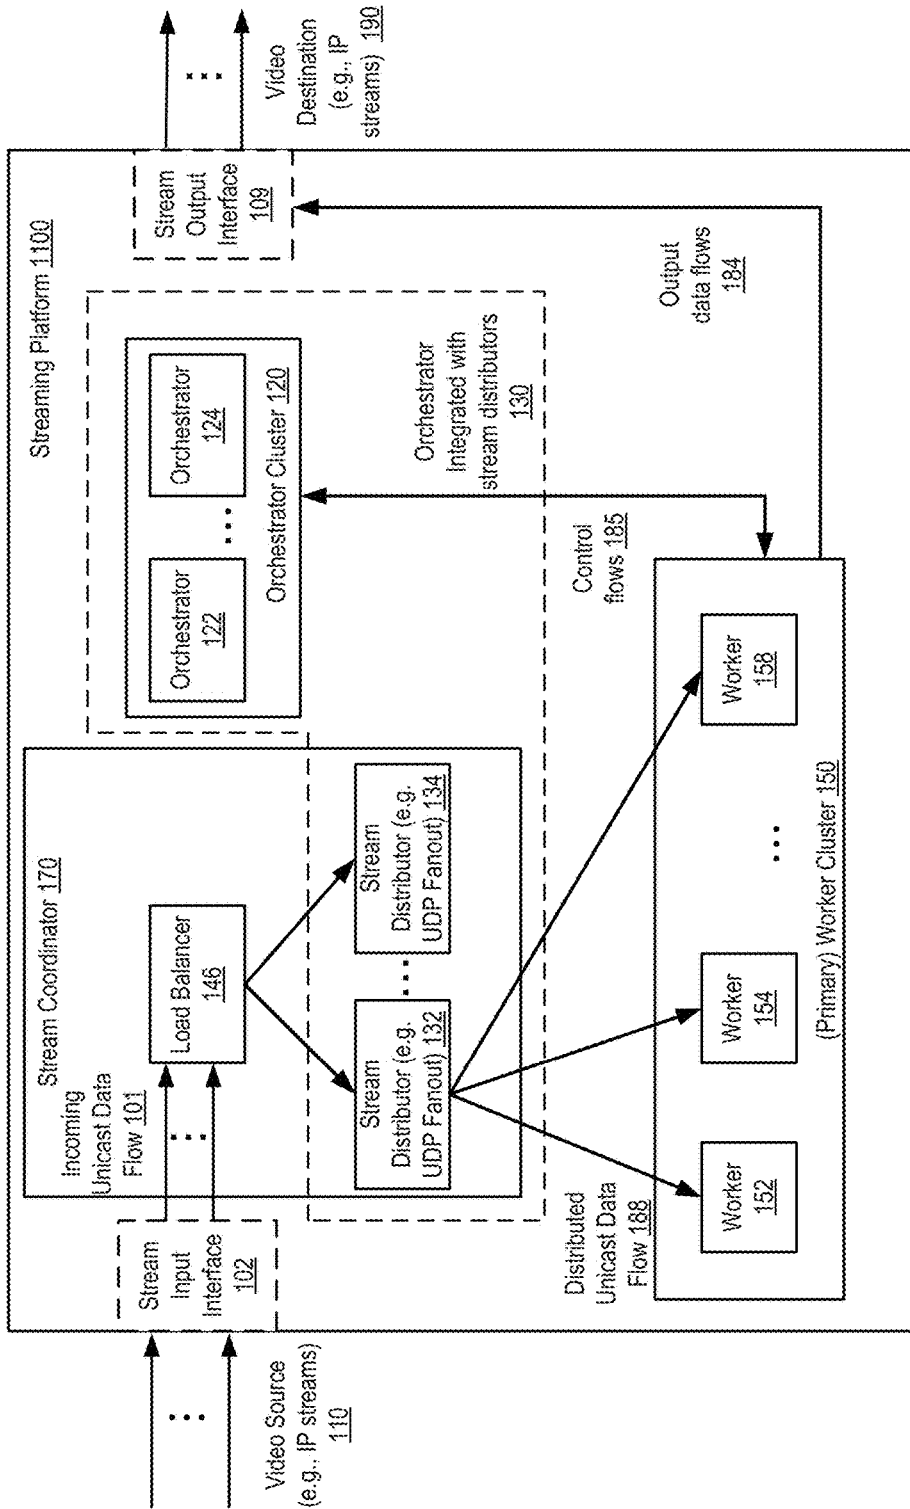 Streaming Platform 1100
Video Source
(e.g., IP streams)
110
Stream
Input
Interface
102
Stream Coordinator 170
Incoming
Unicast Data
Flow 101
Load Balancer
146
Stream
Distributor (e.g.
UDP Fanout) 132
Stream
Distributor (e.g.
UDP Fanout) 134
Orchestrator
122
Orchestrator
124
Orchestrator Cluster 120
Orchestrator
Integrated with
stream distributors
130
Stream
Output
Interface
109
Video
Destination
(e.g., IP
streams) 190
Distributed
Unicast Data
Flow 188
Control
flows 185
Output
data flows
184
Worker
152
Worker
154
Worker
158
(Primary) Worker Cluster 150